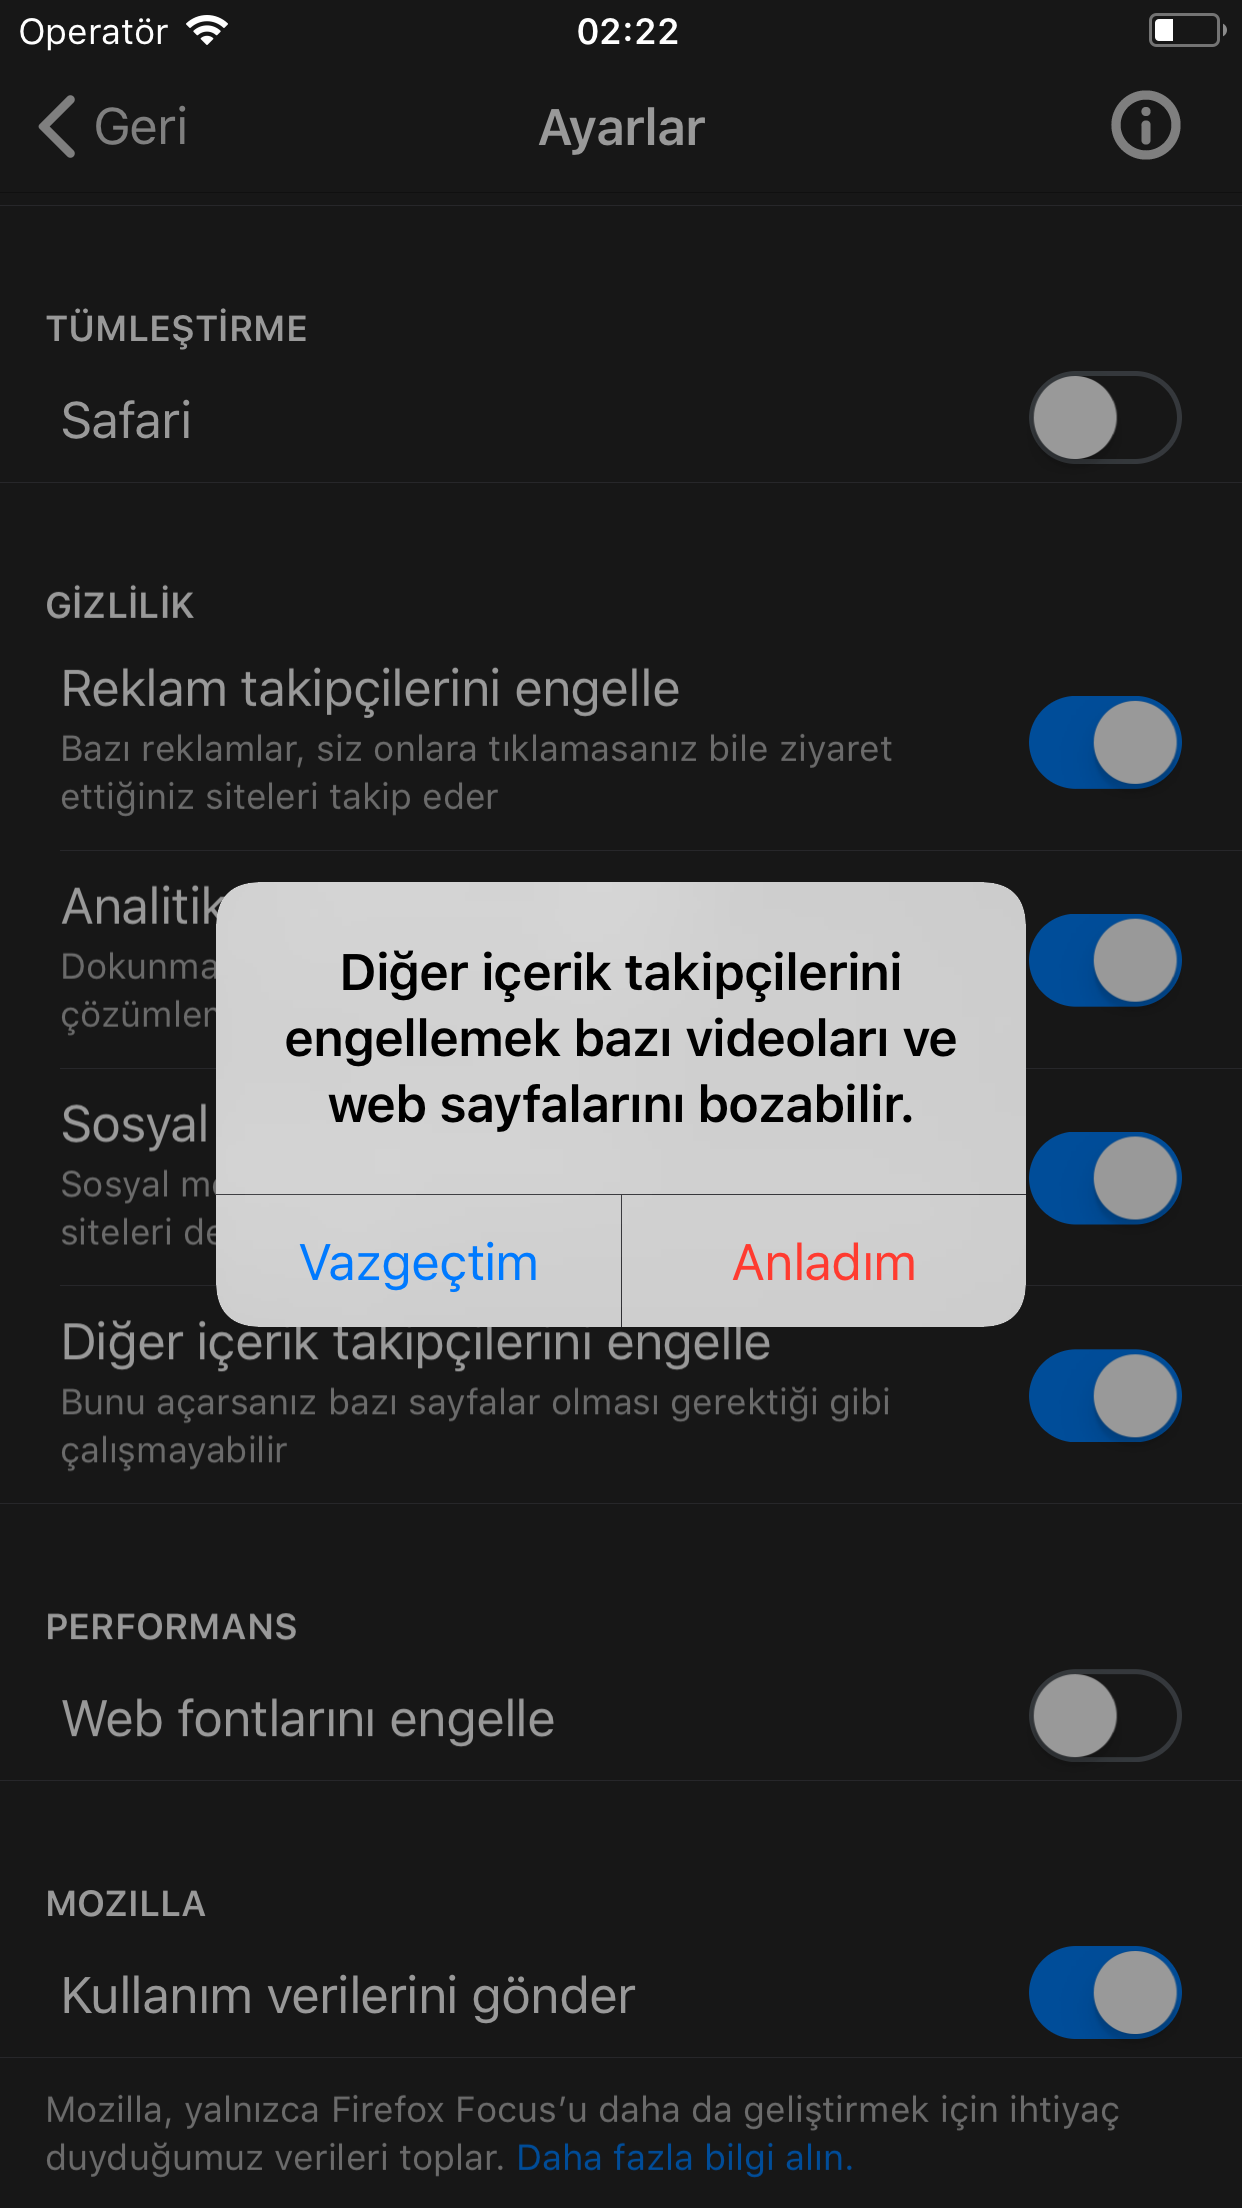 Operatör
02:22
Geri
Ayarlar
TÜMLEŞTİRME
Safari
GİZLİLİK
Reklam takipçilerini engelle
Bazı reklamlar, siz onlara tıklamasanız bile ziyaret
ettiğiniz siteleri takip eder
Analitik
Dokunma
çözümler
Sosyal
Sosyal me
siteleri de
Diğer içerik takipçilerini
engellemek bazı videoları ve
web sayfalarını bozabilir.
Vazgeçtim
Anladım
Diğer içerik takipçilerini engelle
Bunu açarsanız bazı sayfalar olması gerektiği gibi
çalışmayabilir
PERFORMANS
Web fontlarını engelle
MOZILLA
Kullanım verilerini gönder
Mozilla, yalnızca Firefox Focus’u daha da geliştirmek için ihtiyaç
duyduğumuz verileri toplar. Daha fazla bilgi alın.